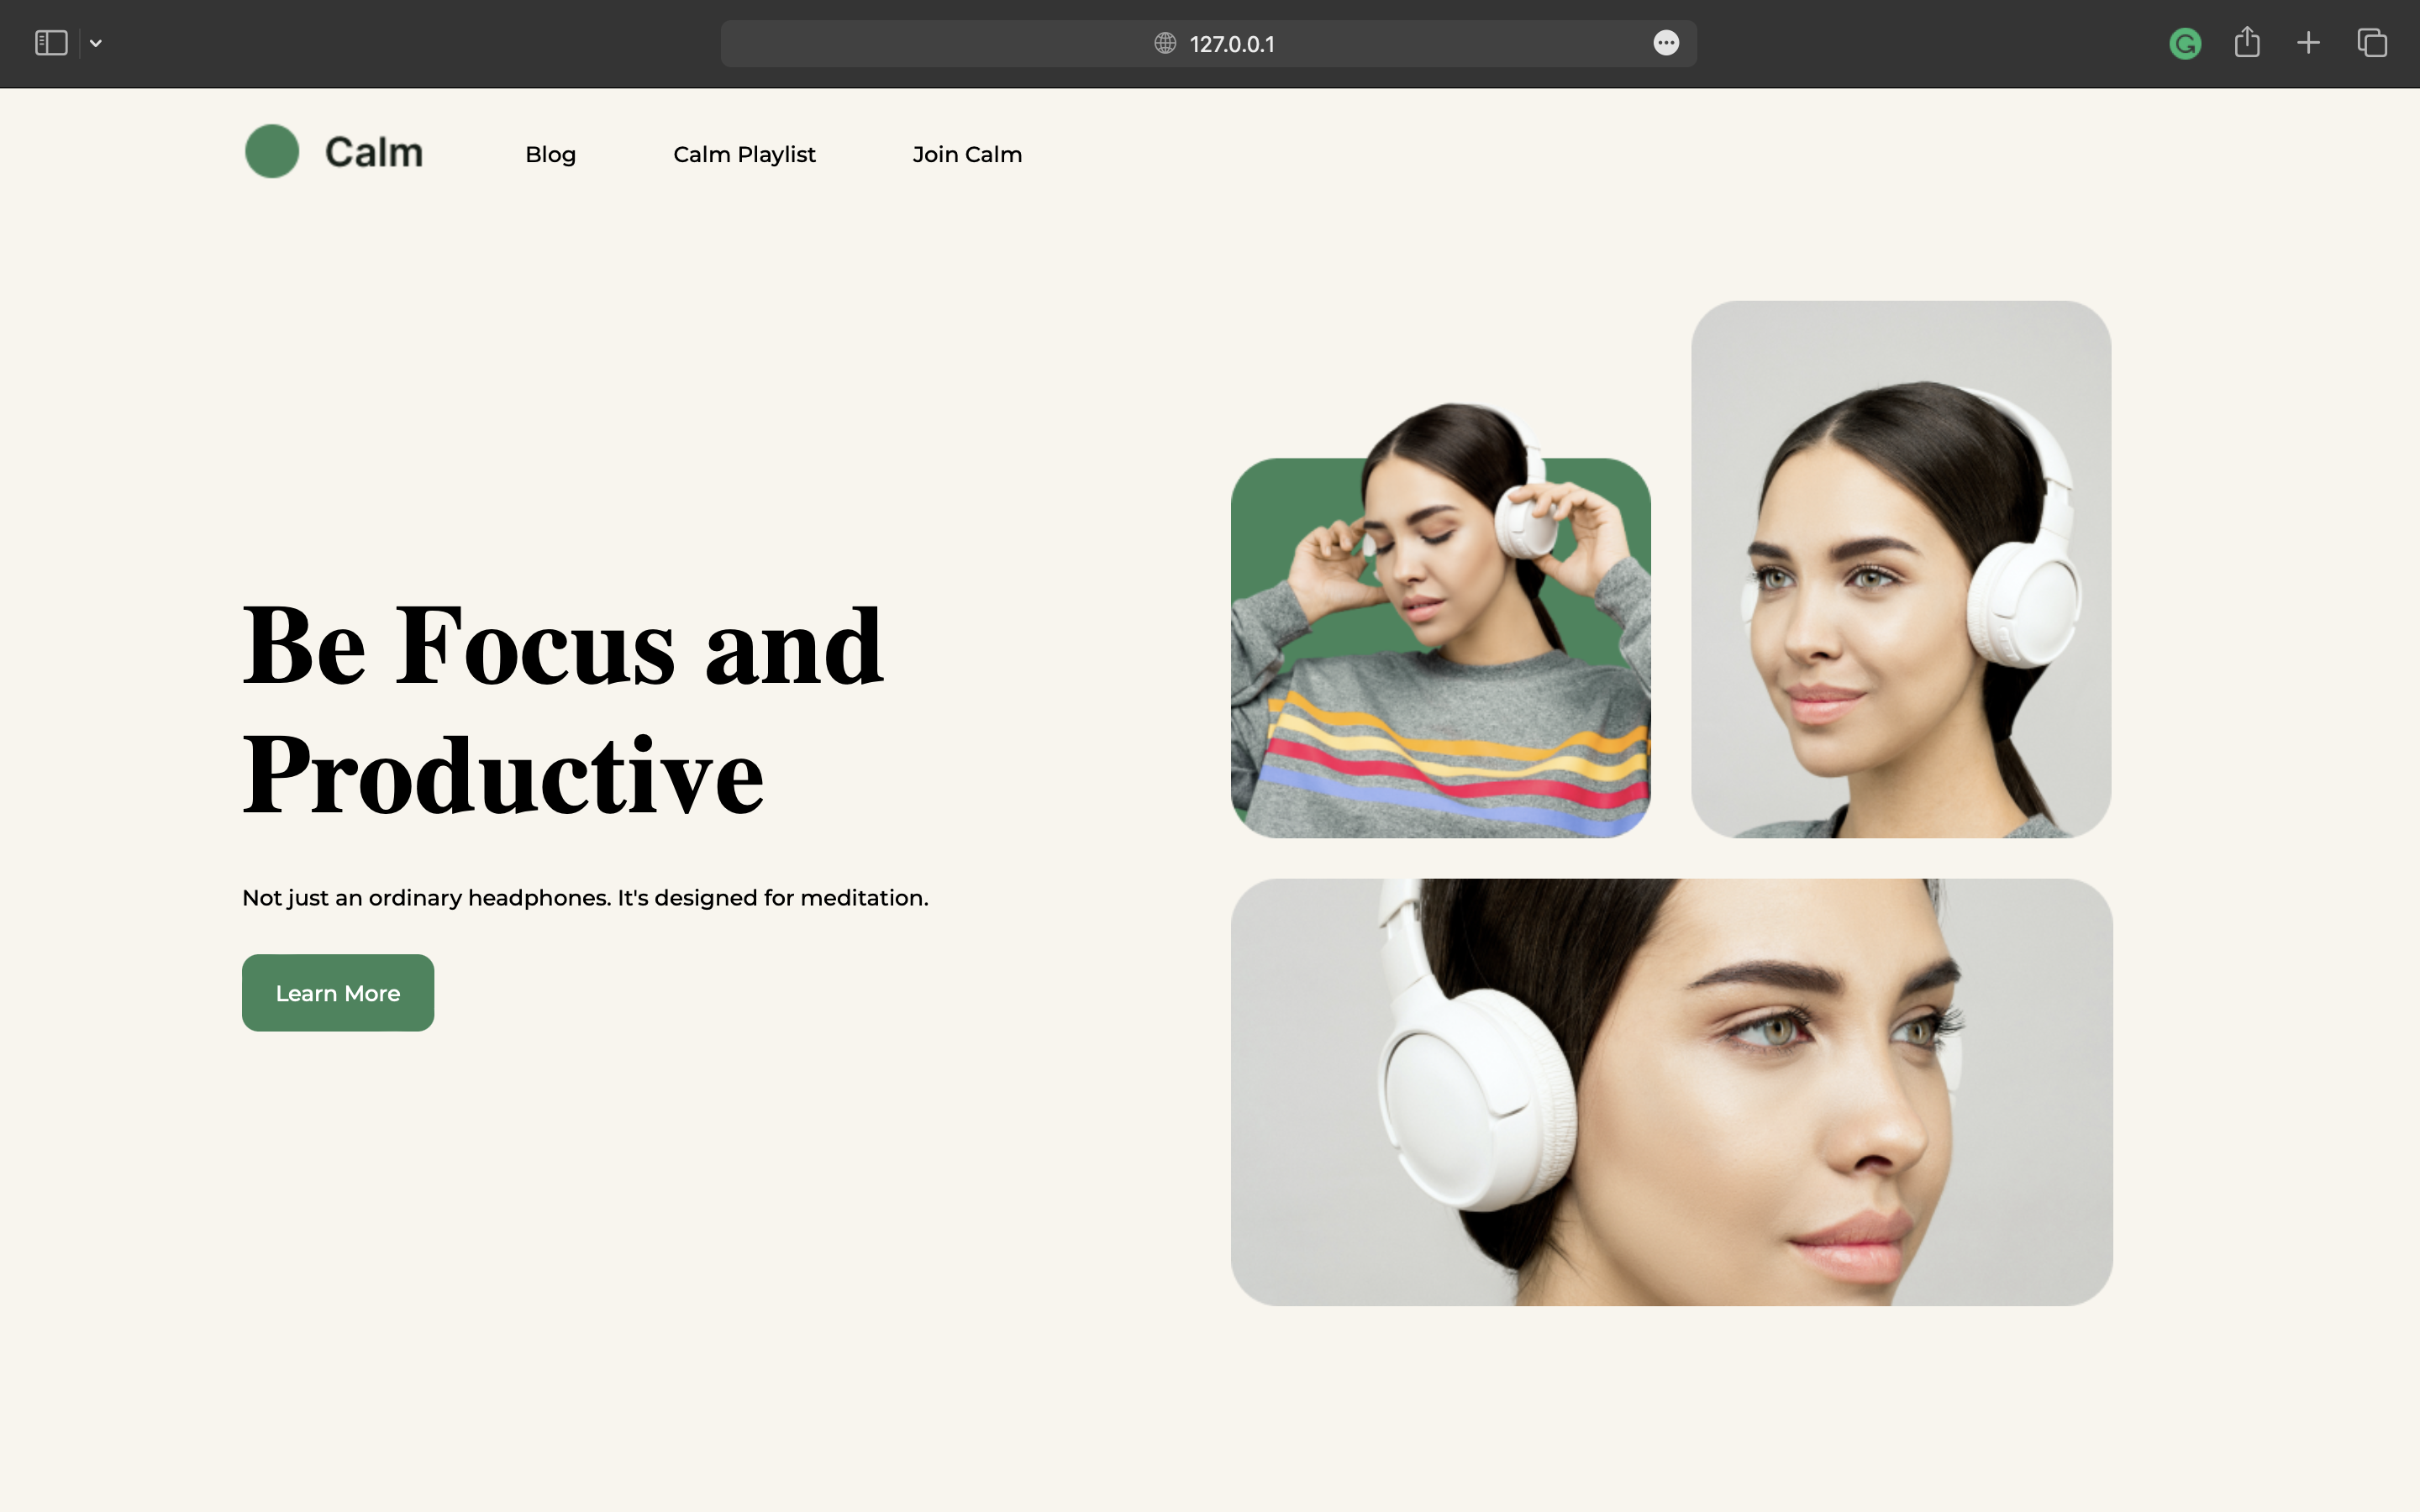 127.0.0.1
Calm
Blog
Calm Playlist
Join Calm
Be Focus and
Productive
Not just an ordinary headphones. It's designed for meditation.
Learn More